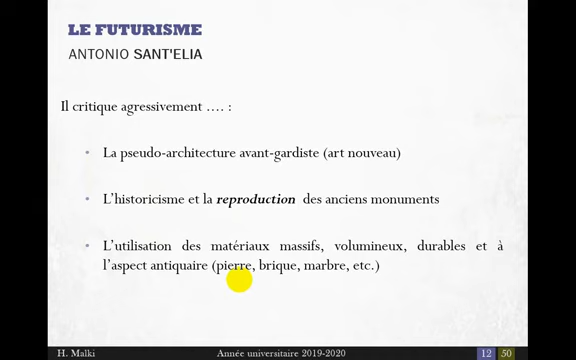 LE FUTURISME
ANTONIO SANT'ELIA
Il critique agressivement …. :
• La pseudo-architecture avant-gardiste (art nouveau)
• L'historicisme et la reproduction des anciens monuments
• L'utilisation des matériaux massifs, volumineux, durables et à
l'aspect antiquaire (pierre, brique, marbre, etc.)
H. Malki Année universitaire 2019-2020 12 50